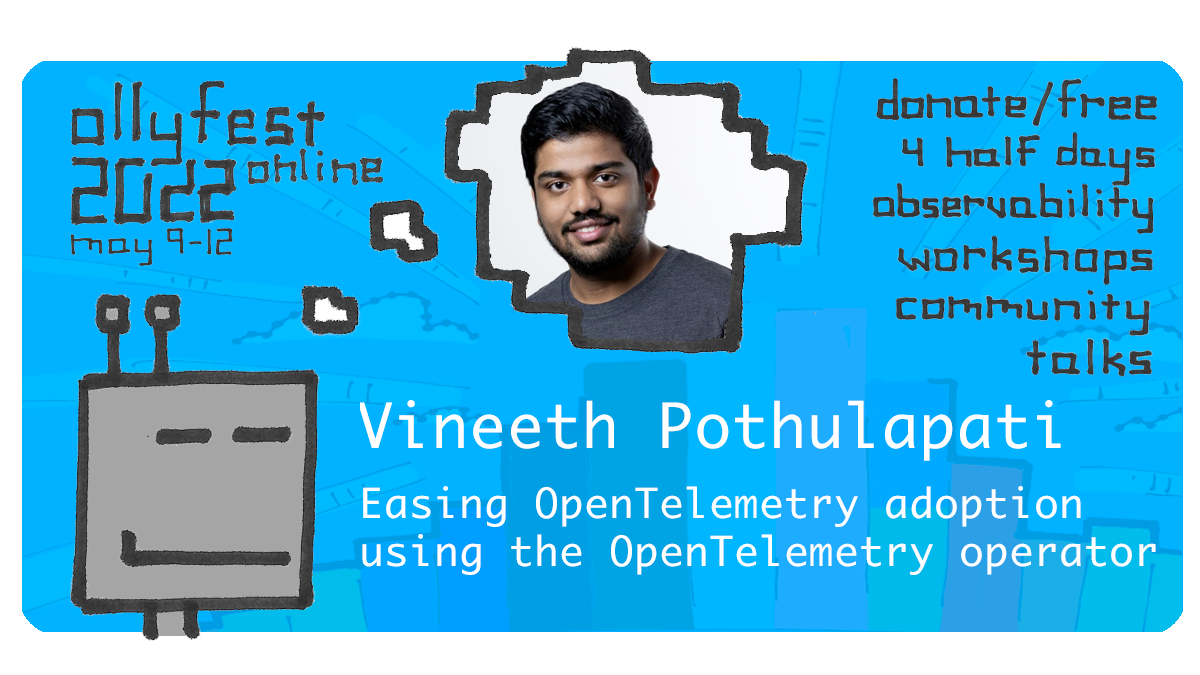 ollyfest
2022 online
may 9-12
donate/free
4 half days
observability
workshops
community
talks
Vineeth Pothulapati
Easing OpenTelemetry adoption
using the OpenTelemetry operator